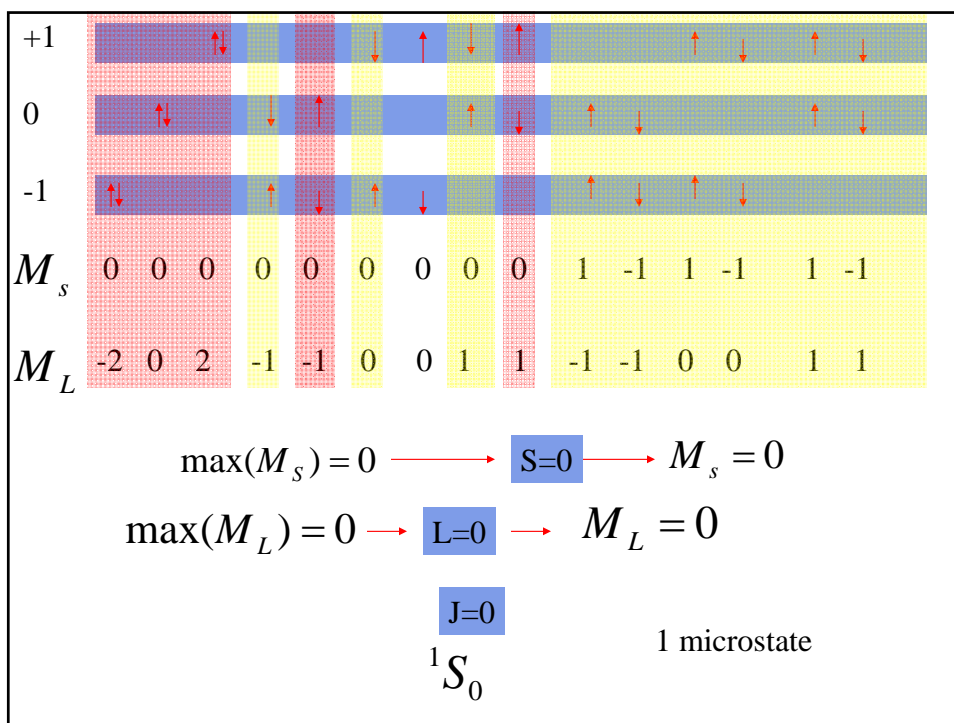 +1
0
-1
M_s 0 0 0 0 0 0 0 0 0 1 -1 1 -1 1 -1
M_L -2 0 2 -1 -1 0 0 1 1 -1 -1 0 0 1 1
max(M_S) = 0 S=0 M_s = 0
max(M_L) = 0 L=0 M_L = 0
J=0
1 microstate
^1S_0